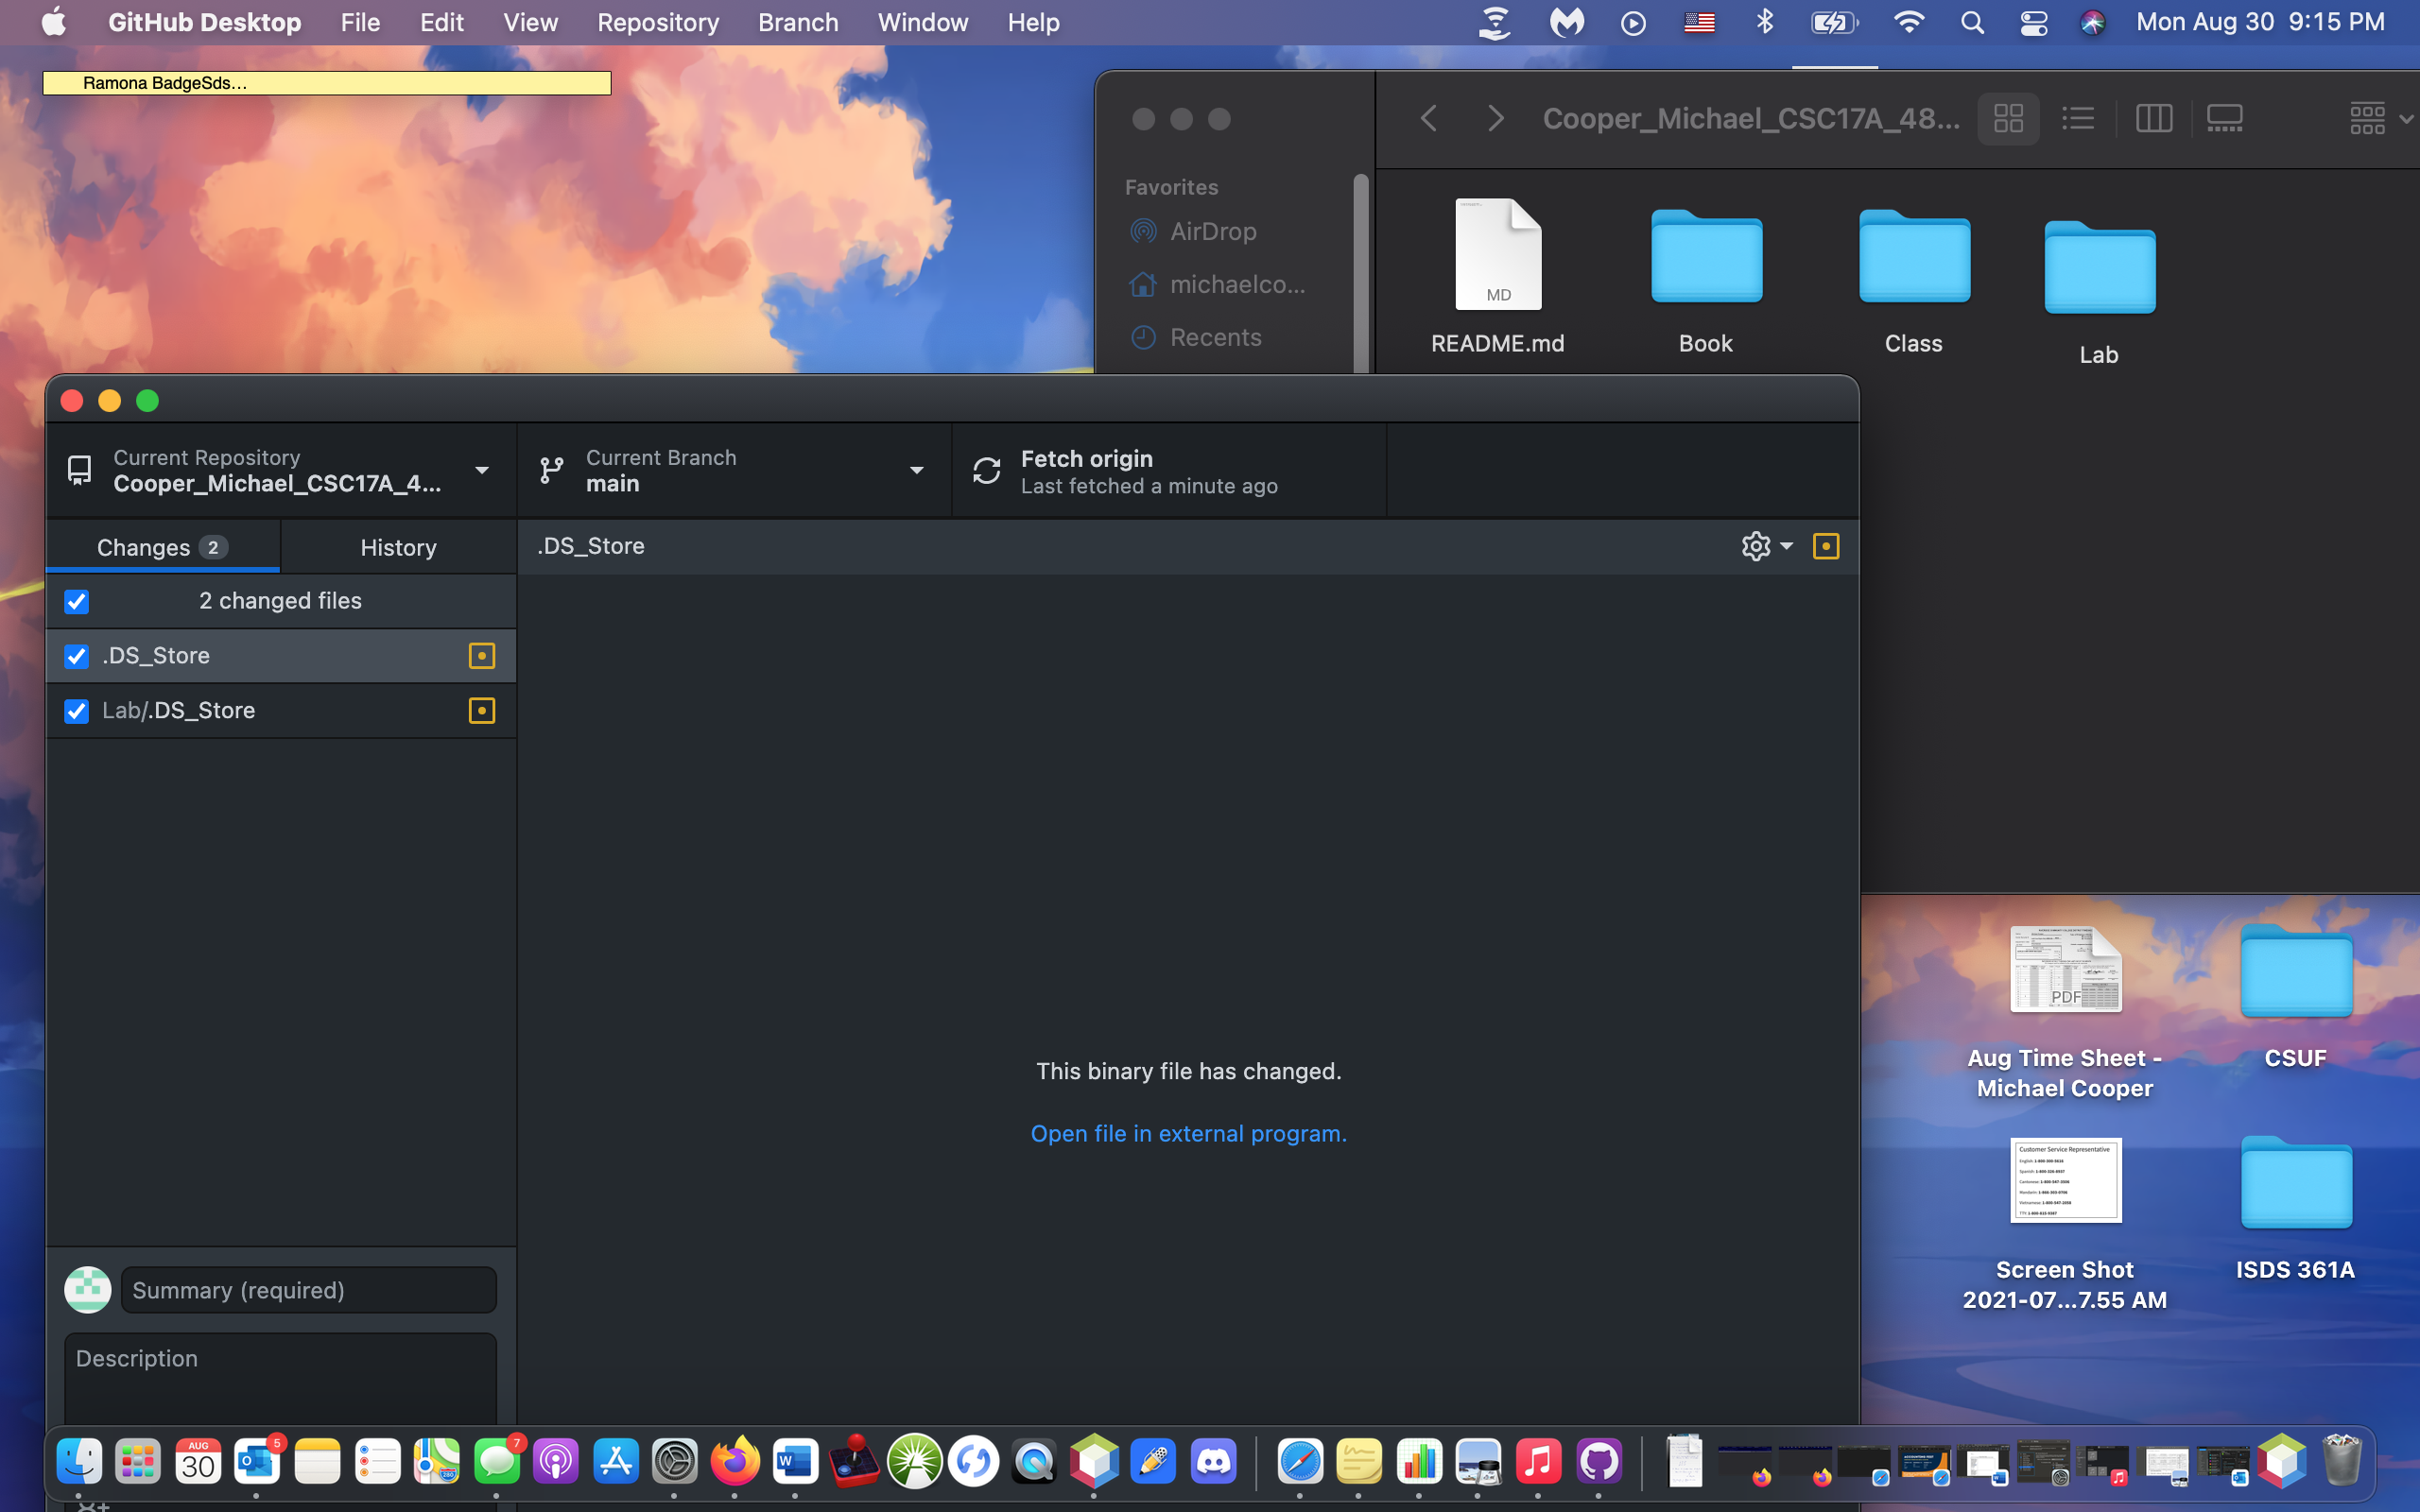 GitHub Desktop File Edit View Repository Branch Window Help Mon Aug 30 9:15 PM
Ramona BadgeSds...
Cooper_Michael_CSC17A_48...
Favorites
AirDrop
michaelco...
Recents
MD
README.md
Book
Class
Lab
Current Repository
Cooper_Michael_CSC17A_4...
Current Branch
main
Fetch origin
Last fetched a minute ago
Changes 2
History
.DS_Store
2 changed files
.DS_Store
Lab/.DS_Store
This binary file has changed.
Open file in external program.
Summary (required)
Description
PDF
Aug Time Sheet -
Michael Cooper
CSUF
Customer Service Representative
Screen Shot
2021-07...7.55 AM
ISDS 361A
AUG
30
5
7
280
W